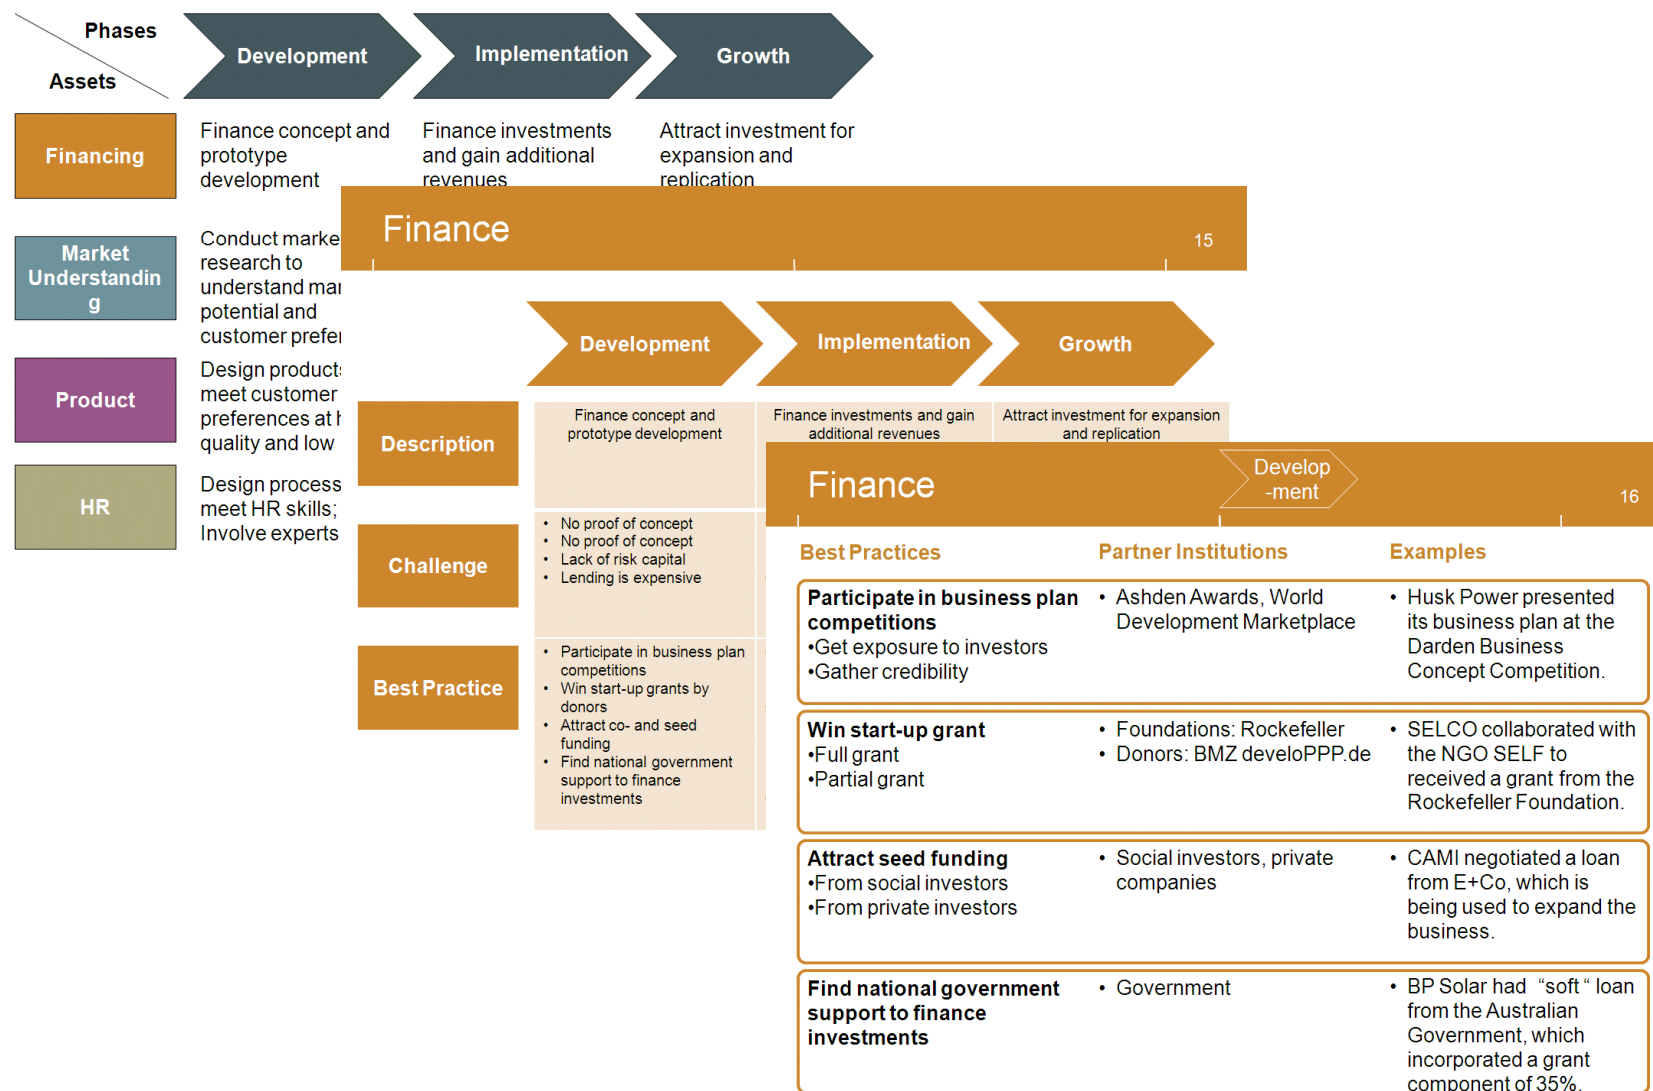 Phases
Assets
Development
Implementation
Growth
Financing
Finance concept and
prototype
development
Finance investments
and gain additional
revenues
Attract investment for
expansion and
replication
Market
Understandin
g
Conduct marke
research to
understand mar
potential and
customer prefer
Product
Design products
meet customer
preferences at h
quality and low
HR
Design process
meet HR skills;
Involve experts
Finance
15
Development
Implementation
Growth
Description
Finance concept and
prototype development
Finance investments and gain
additional revenues
Attract investment for expansion
and replication
Challenge
• No proof of concept
• No proof of concept
• Lack of risk capital
• Lending is expensive
Best Practice
• Participate in business plan
competitions
• Win start-up grants by
donors
• Attract co- and seed
funding
• Find national government
support to finance
investments
Finance
Develop
-ment
16
Best Practices
Partner Institutions
Examples
Participate in business plan
competitions
•Get exposure to investors
•Gather credibility
• Ashden Awards, World
Development Marketplace
• Husk Power presented
its business plan at the
Darden Business
Concept Competition.
Win start-up grant
•Full grant
•Partial grant
• Foundations: Rockefeller
• Donors: BMZ develoPPP.de
• SELCO collaborated with
the NGO SELF to
received a grant from the
Rockefeller Foundation.
Attract seed funding
•From social investors
•From private investors
• Social investors, private
companies
• CAMI negotiated a loan
from E+Co, which is
being used to expand the
business.
Find national government
support to finance
investments
• Government
• BP Solar had “soft “ loan
from the Australian
Government, which
incorporated a grant
component of 35%.